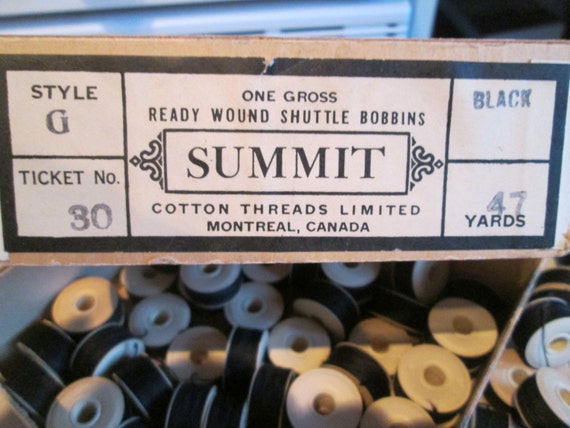 STYLE
G
TICKET No.
30
ONE GROSS
READY WOUND SHUTTLE BOBBINS
SUMMIT
COTTON THREADS LIMITED
MONTREAL, CANADA
BLACK
47
YARDS